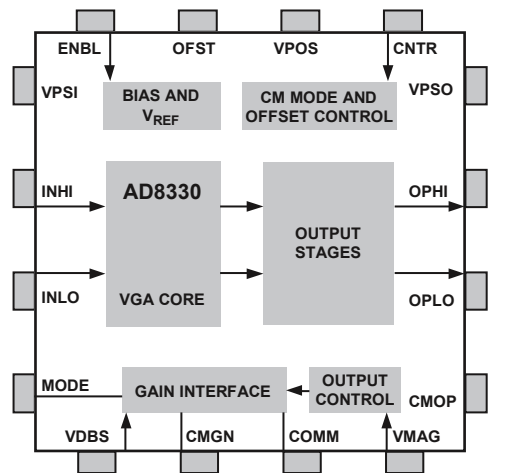 ENBL OFST VPOS CNTR
VPSI VPSO
BIAS AND
VREF
CM MODE AND
OFFSET CONTROL
INHI AD8330 OPHI
OUTPUT
STAGES
INLO VGA CORE OPLO
MODE GAIN INTERFACE
OUTPUT
CONTROL
CMOP
VDBS CMGN COMM VMAG